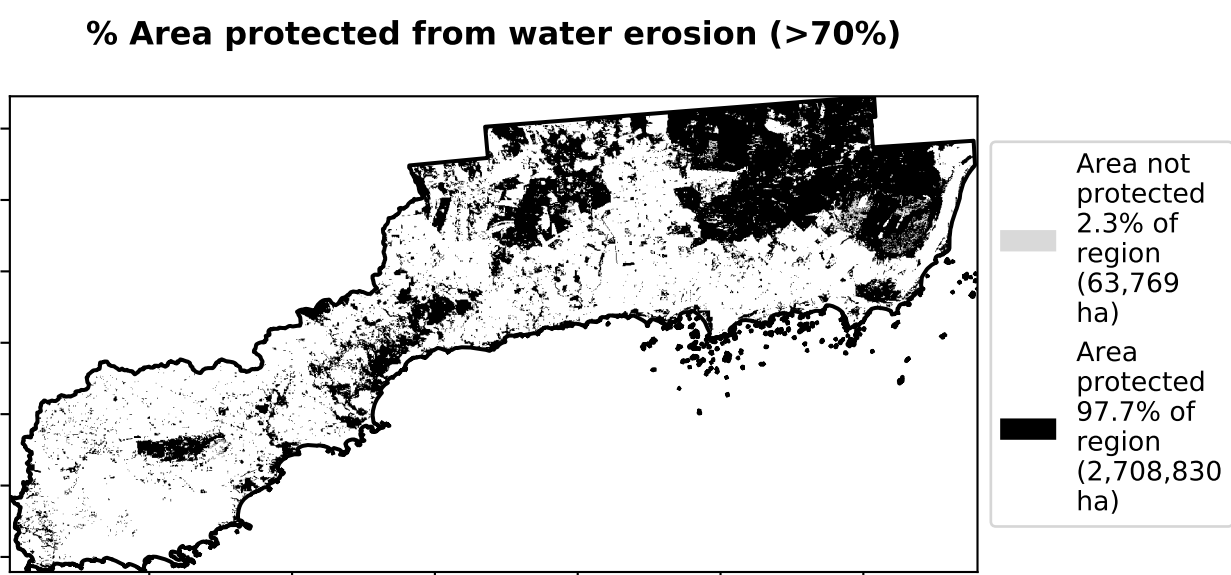 % Area protected from water erosion (>70%)
Area not
protected
2.3% of
region
(63,769
ha)
Area
protected
97.7% of
region
(2,708,830
ha)